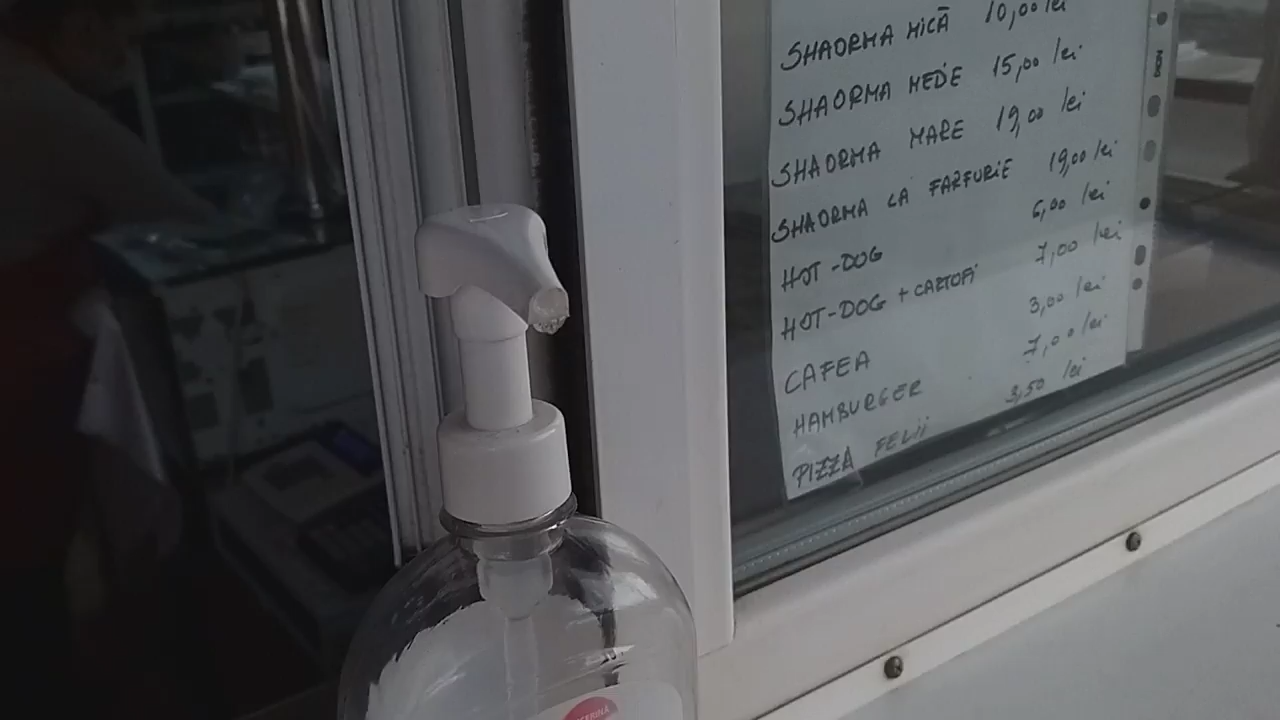 SHAORMA MICĂ 10,00 lei
SHAORMA MEDIE 15,00 lei
SHAORMA MARE 19,00 lei
SHAORMA LA FARFURIE 19,00 lei
HOT-DOG 6,00 lei
HOT-DOG + CARTOFI 7,00 lei
CAFEA 3,00 lei
HAMBURGER 7,00 lei
PIZZA FELII 3,50 lei